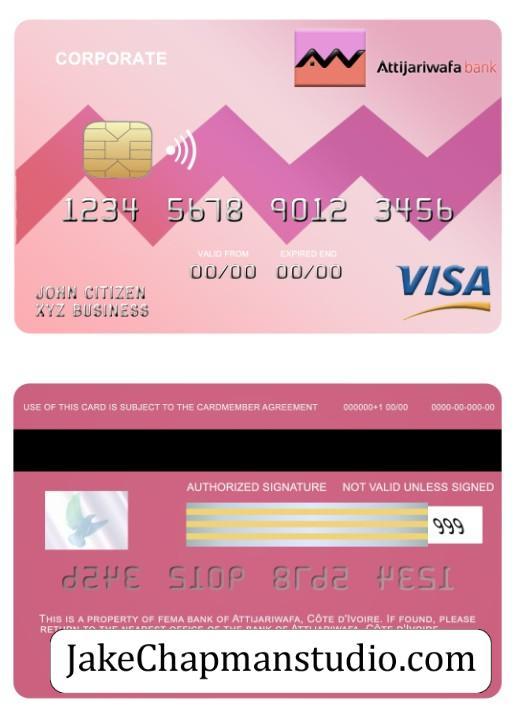 CORPORATE
Attijariwafa bank
1234 5678 9012 3456
VALID FROM EXPIRED END
00/00 00/00
JOHN CITIZEN
XYZ BUSINESS
VISA
USE OF THIS CARD IS SUBJECT TO THE CARDMEMBER AGREEMENT 000000+1 00/00 0000-00-000-00
AUTHORIZED SIGNATURE NOT VALID UNLESS SIGNED
999
1234 5678 9012 3456
THIS IS A PROPERTY OF FEMA BANK OF ATTIJARIWAFA, CÔTE D'IVOIRE. IF FOUND, PLEASE
RETURN TO THE NEAREST OFFICE OF THE BANK OF ATTIJARIWAFA, CÔTE D'IVOIRE
JakeChapmanstudio.com